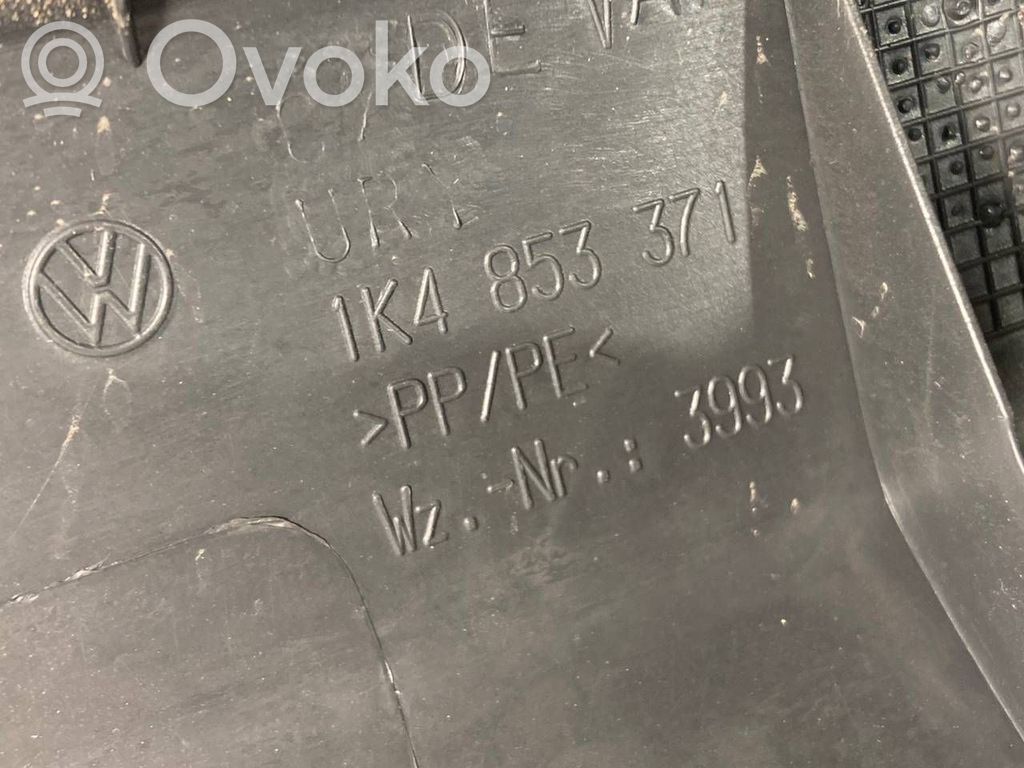 Ovoko
1K4 853 371
>PP/PE<
Wz.-Nr.: 3993